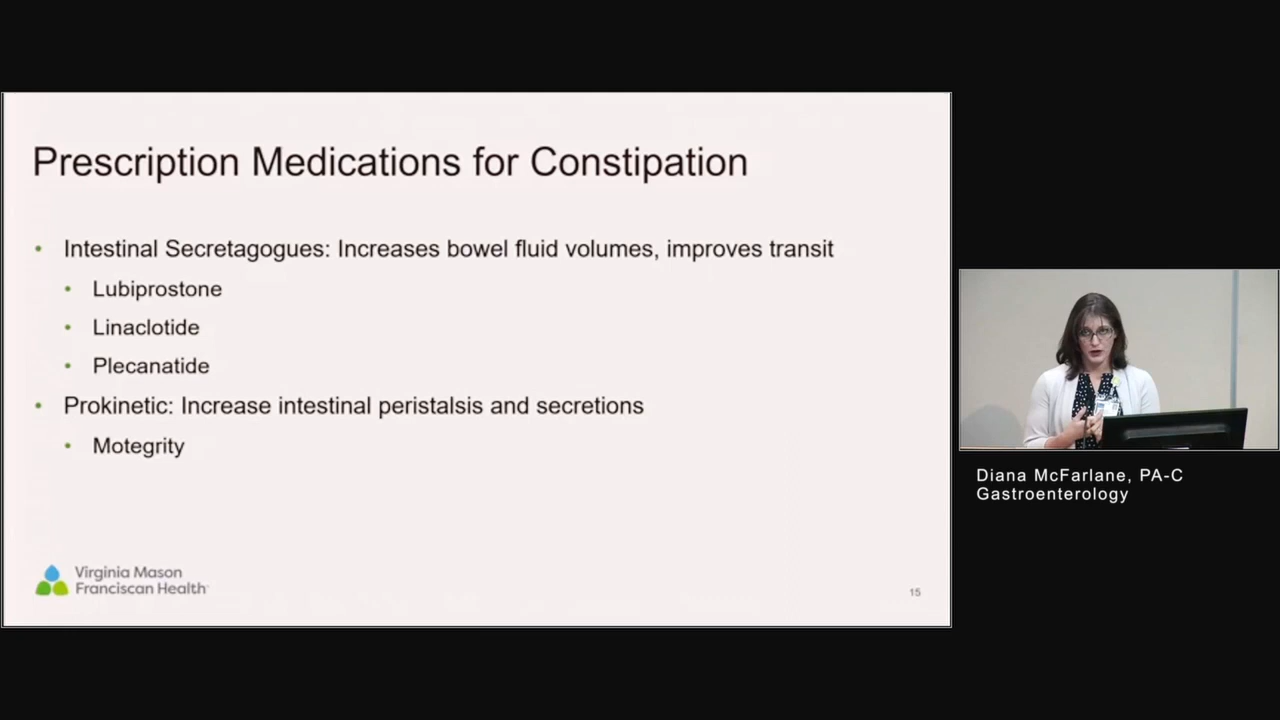 Prescription Medications for Constipation
• Intestinal Secretagogues: Increases bowel fluid volumes, improves transit
• Lubiprostone
• Linaclotide
• Plecanatide
• Prokinetic: Increase intestinal peristalsis and secretions
• Motegrity
Virginia Mason
Franciscan Health
15
Diana McFarlane, PA-C
Gastroenterology